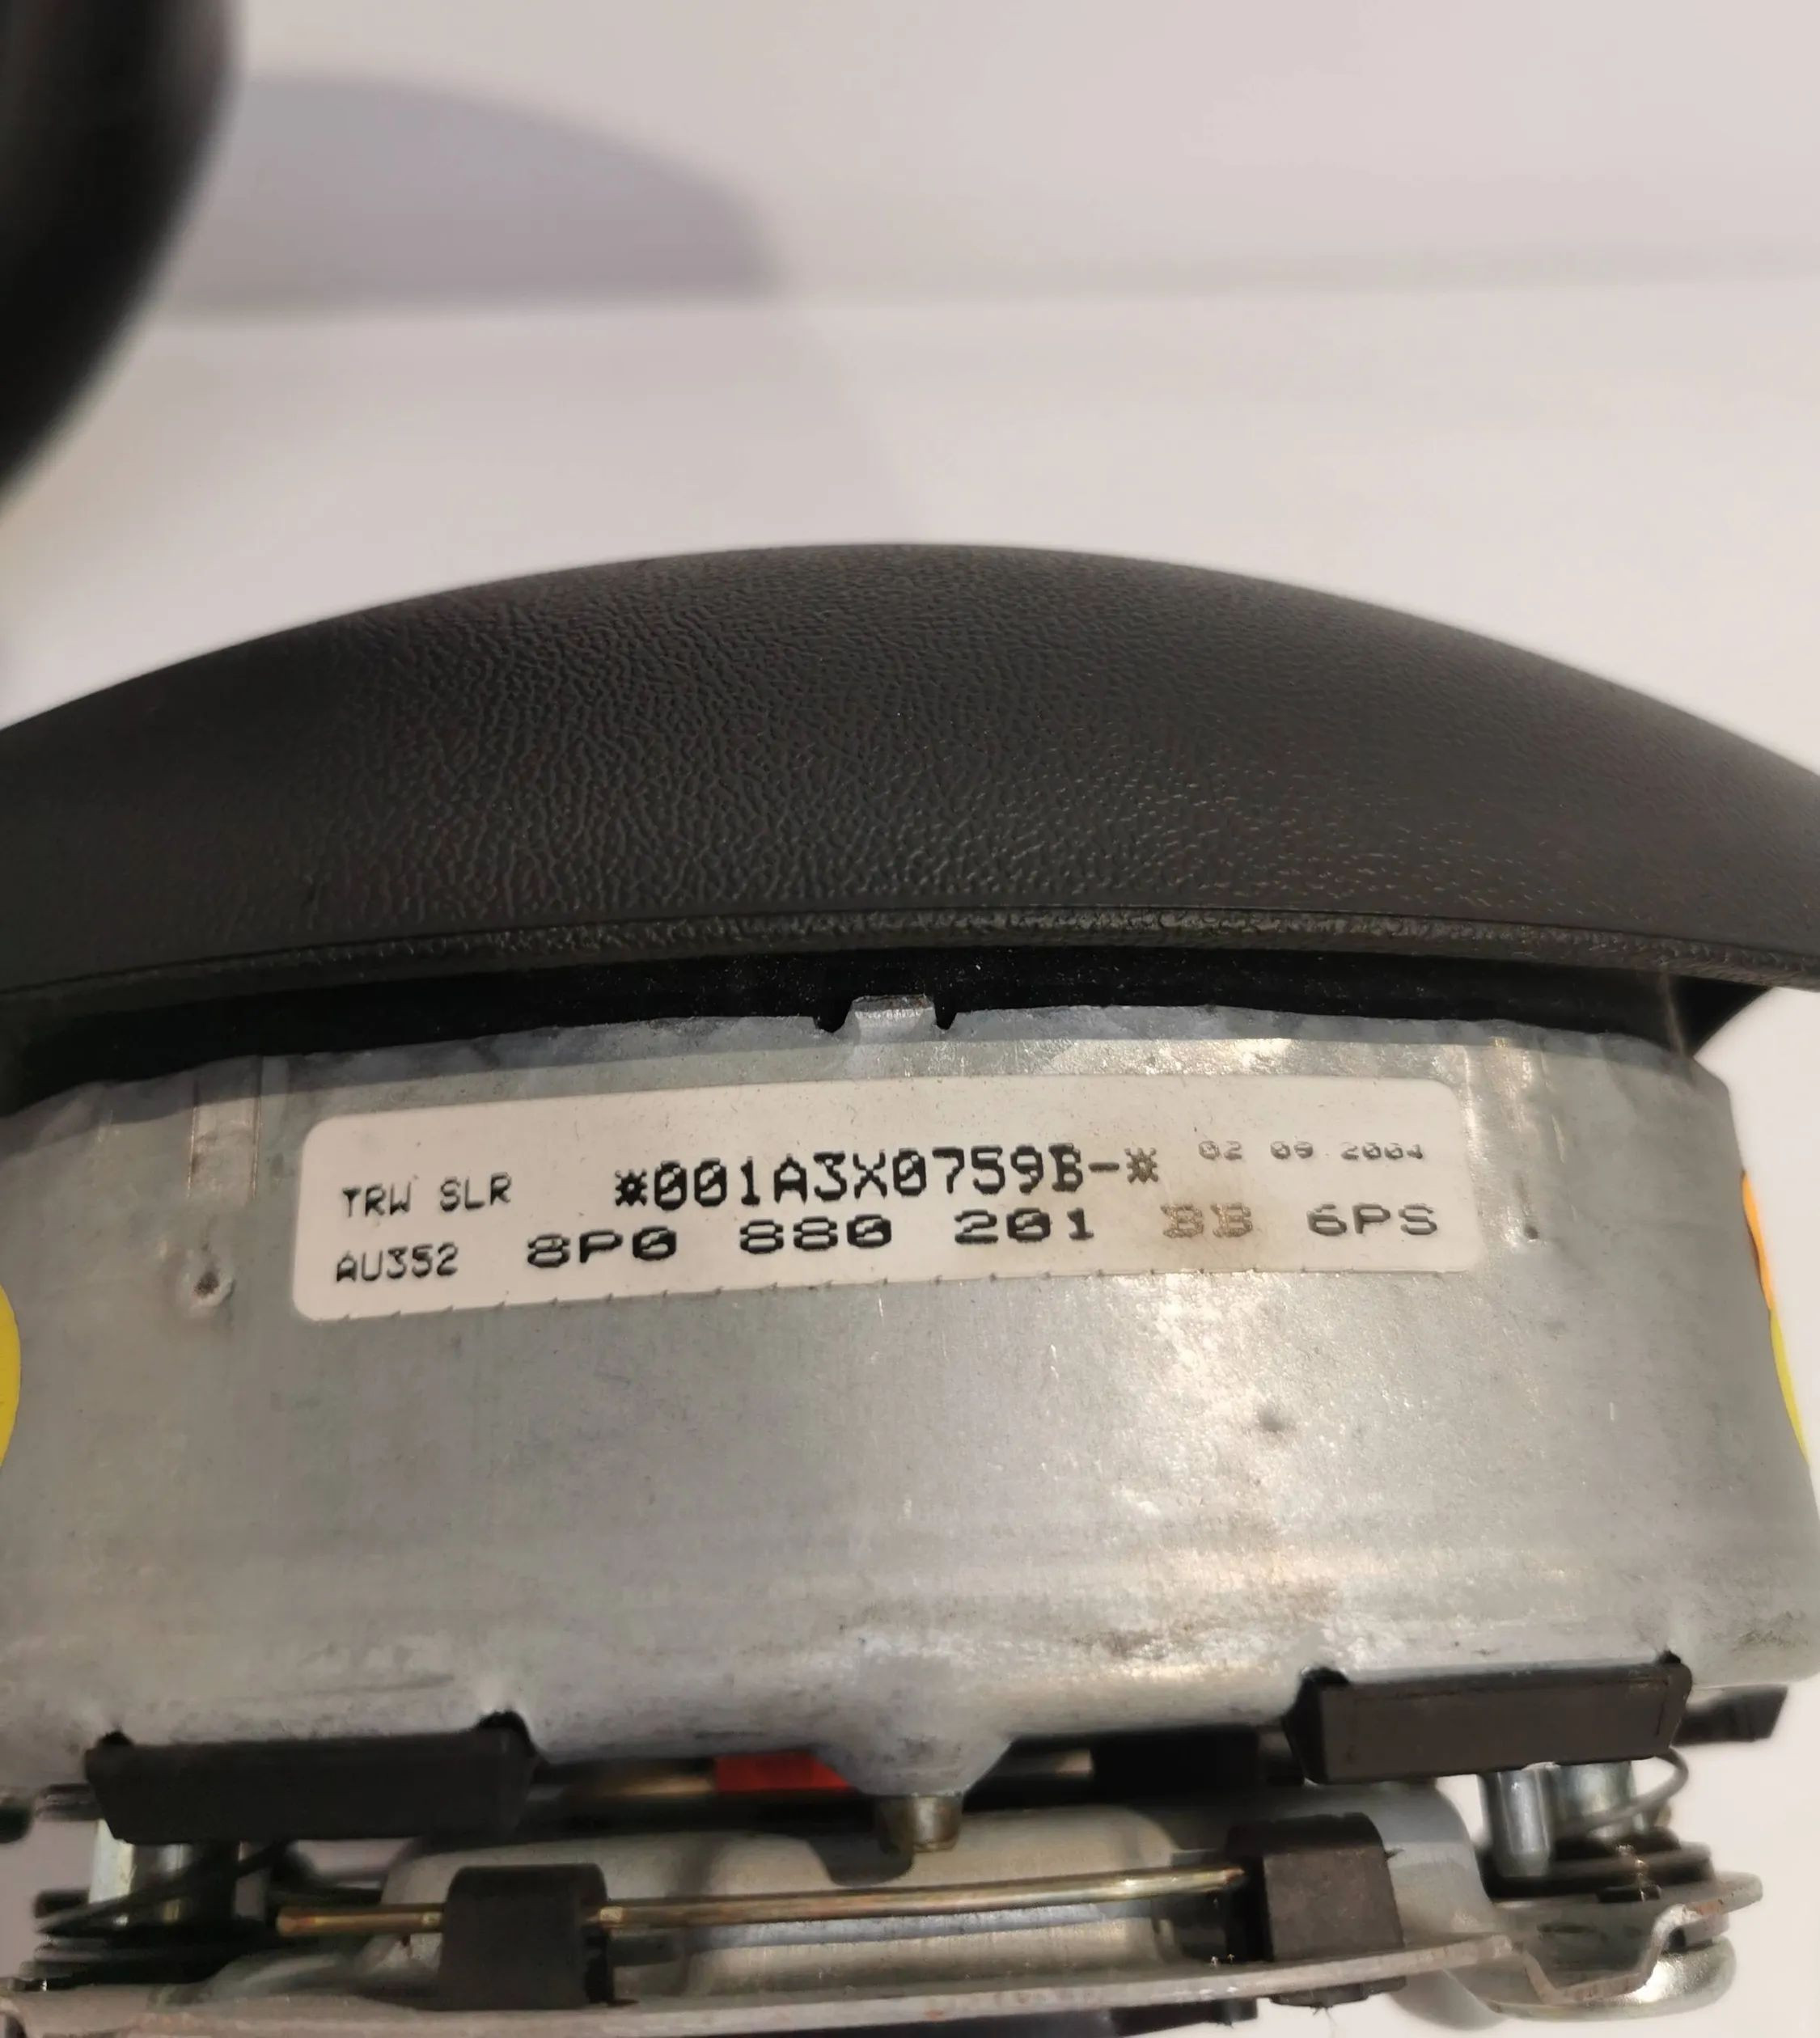 TRW SLR *001A3X0759B-* 02 09 2004
AU352 8P0 880 201 BB 6PS